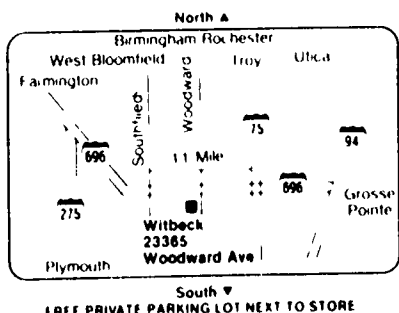 North ▲
Birmingham Rochester
West Bloomfield Troy Utica
Farmington
Southfield
Woodward
696
75
94
11 Mile
696
275
Grosse
Pointe
Witbeck
23365
Woodward Ave
Plymouth
South ▼
FREE PRIVATE PARKING LOT NEXT TO STORE